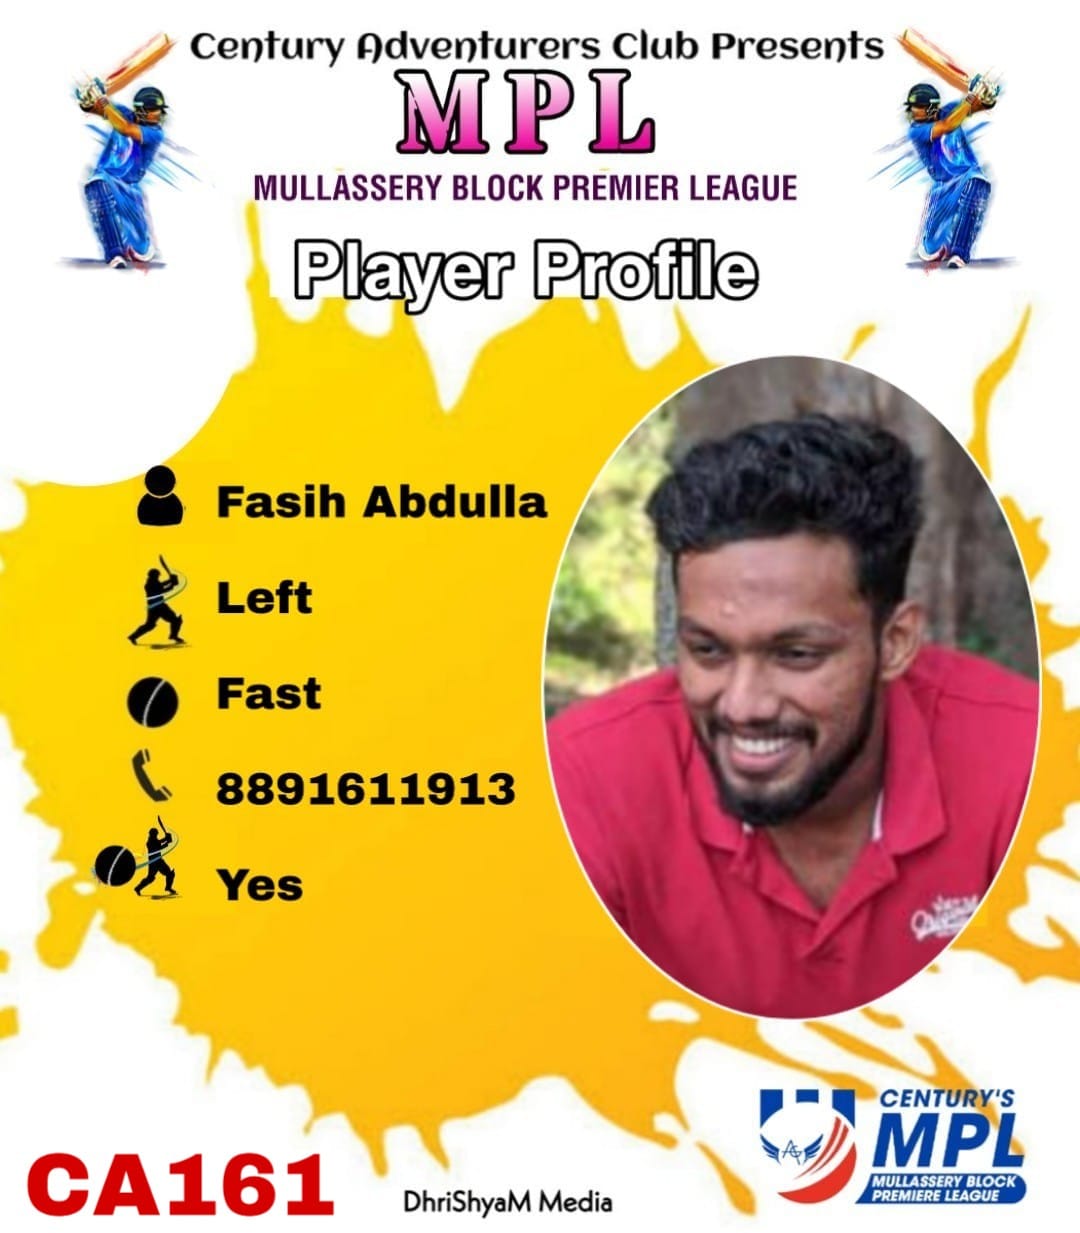 Century Adventurers Club Presents
MPL
MULLASSERY BLOCK PREMIER LEAGUE
Player Profile
Fasih Abdulla
Left
Fast
8891611913
Yes
Original
CENTURY'S
MPL
MULLASSERY BLOCK
PREMIERE LEAGUE
CA161
DhriShyaM Media